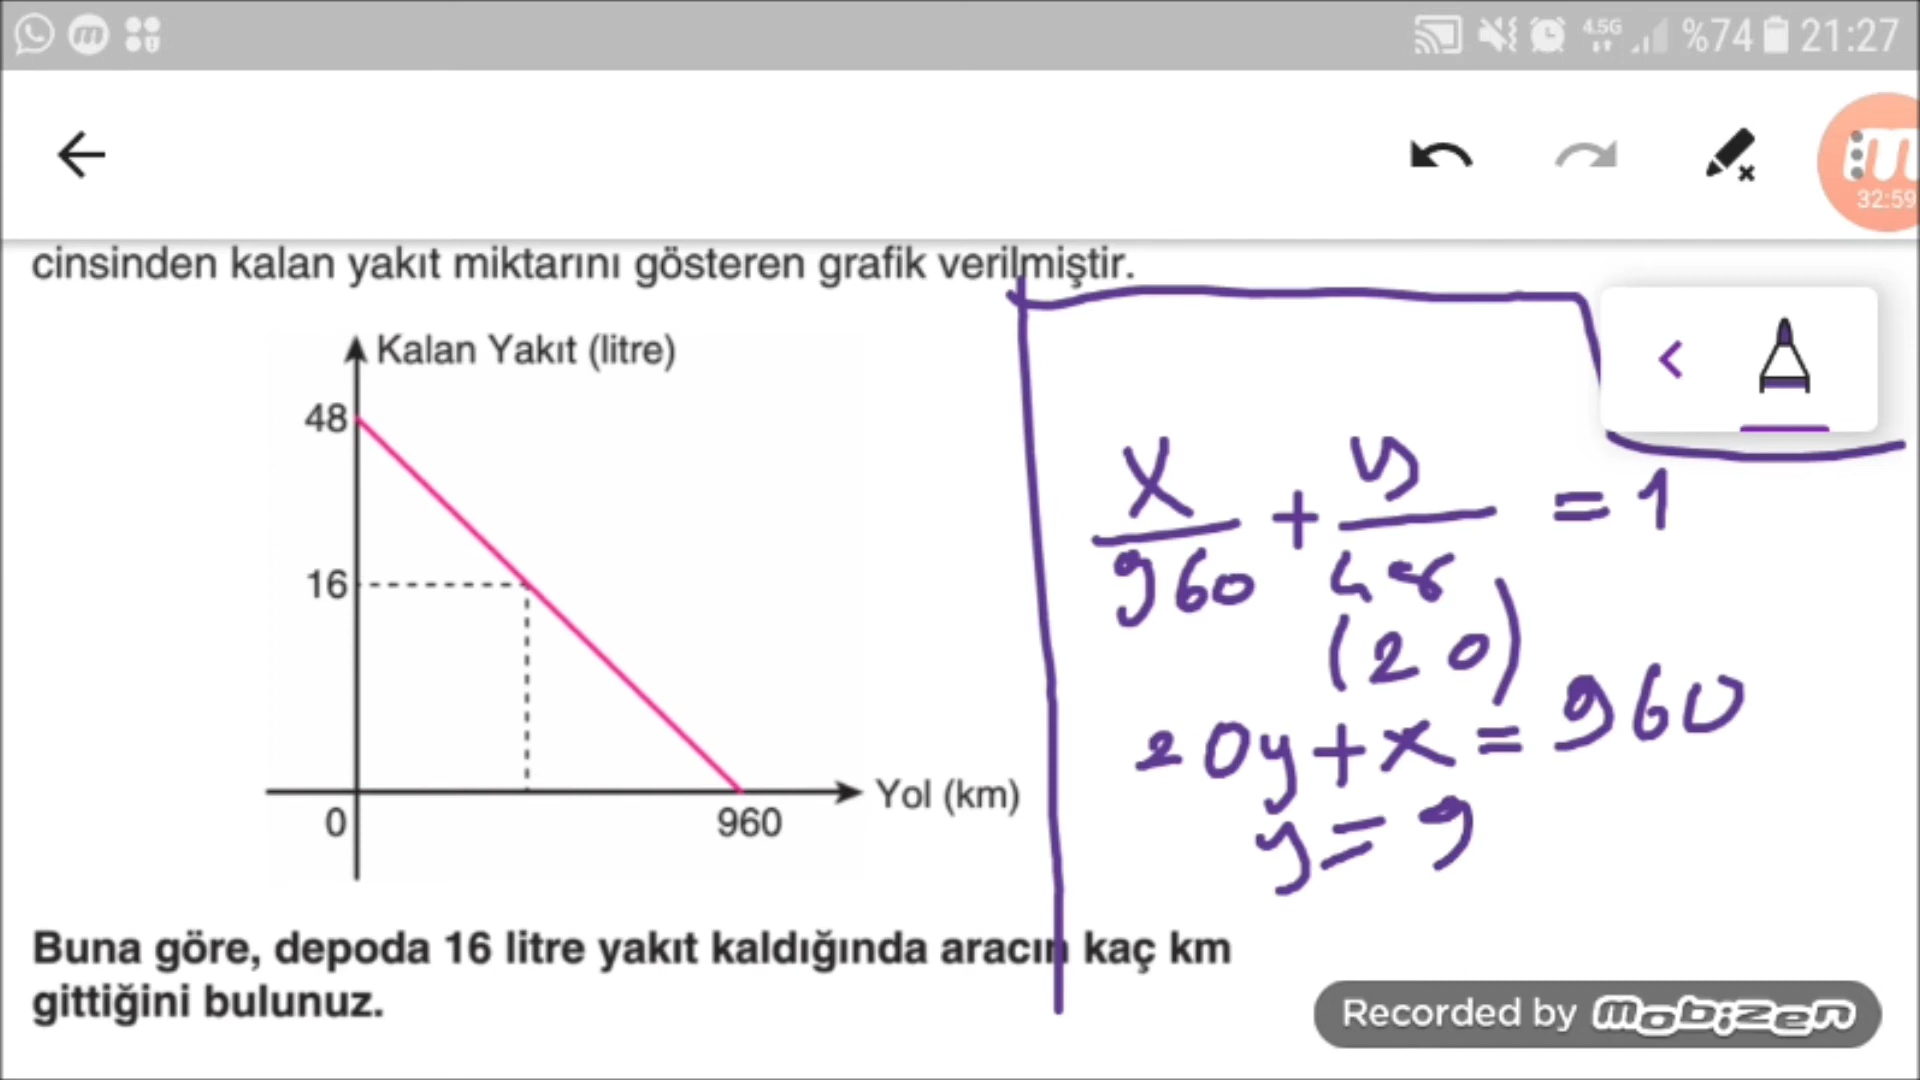 4.5G %74 21:27
32:59
cinsinden kalan yakıt miktarını gösteren grafik verilmiştir.
Kalan Yakıt (litre)
48
16
0
960
Yol (km)
x/960 + y/48 = 1
(20)
20y + x = 960
y = 9
Buna göre, depoda 16 litre yakıt kaldığında aracın kaç km
gittiğini bulunuz.
Recorded by mobizen